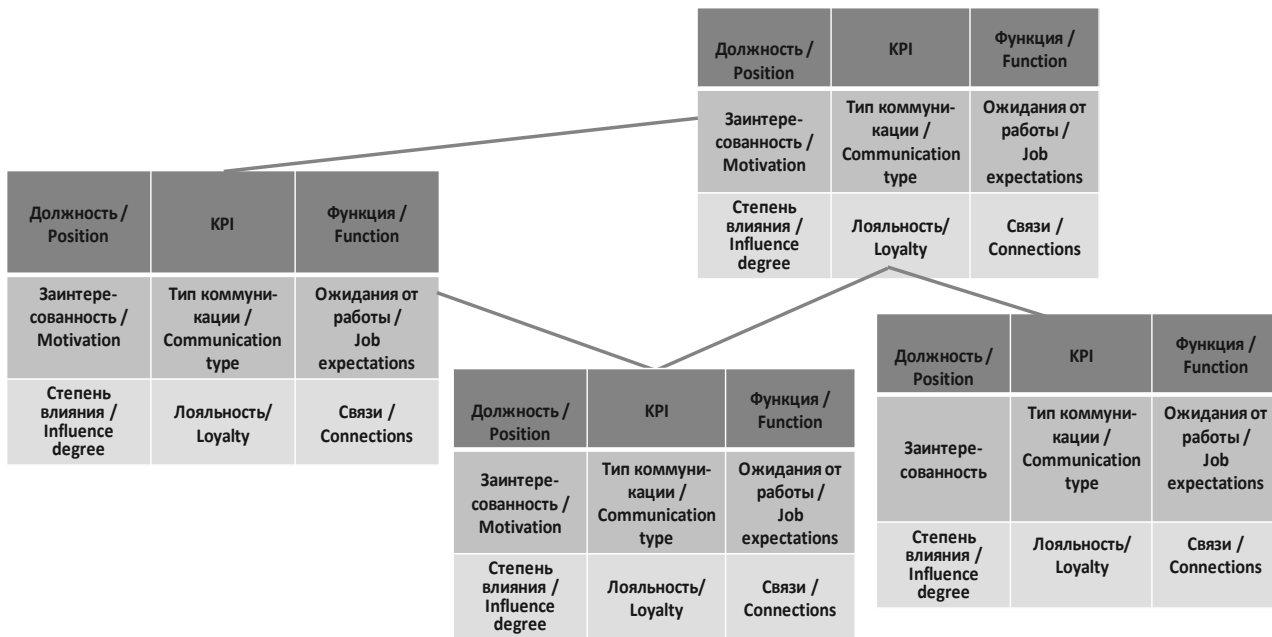 Должность /
Position
KPI
Функция /
Function
Заинтере-
сованность /
Motivation
Тип коммуни-
кации /
Communication
type
Ожидания от
работы /
Job
expectations
Степень
влияния /
Influence
degree
Лояльность/
Loyalty
Связи /
Connections
Должность /
Position
KPI
Функция /
Function
Заинтере-
сованность /
Motivation
Тип коммуни-
кации /
Communication
type
Ожидания от
работы /
Job
expectations
Степень
влияния /
Influence
degree
Лояльность/
Loyalty
Связи /
Connections
Должность /
Position
KPI
Функция /
Function
Заинтере-
сованность /
Motivation
Тип коммуни-
кации /
Communication
type
Ожидания от
работы /
Job
expectations
Степень
влияния /
Influence
degree
Лояльность/
Loyalty
Связи /
Connections
Должность /
Position
KPI
Функция /
Function
Заинтере-
сованность
Тип коммуни-
кации /
Communication
type
Ожидания от
работы /
Job
expectations
Степень
влияния /
Influence
degree
Лояльность/
Loyalty
Связи /
Connections